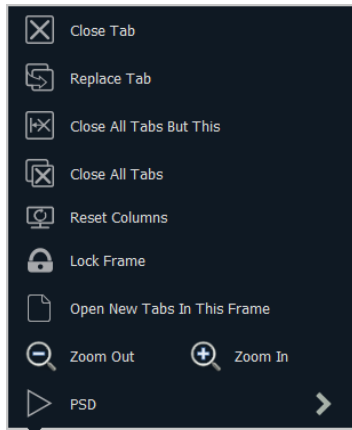 Close Tab
Replace Tab
Close All Tabs But This
Close All Tabs
Reset Columns
Lock Frame
Open New Tabs In This Frame
Zoom Out Zoom In
PSD